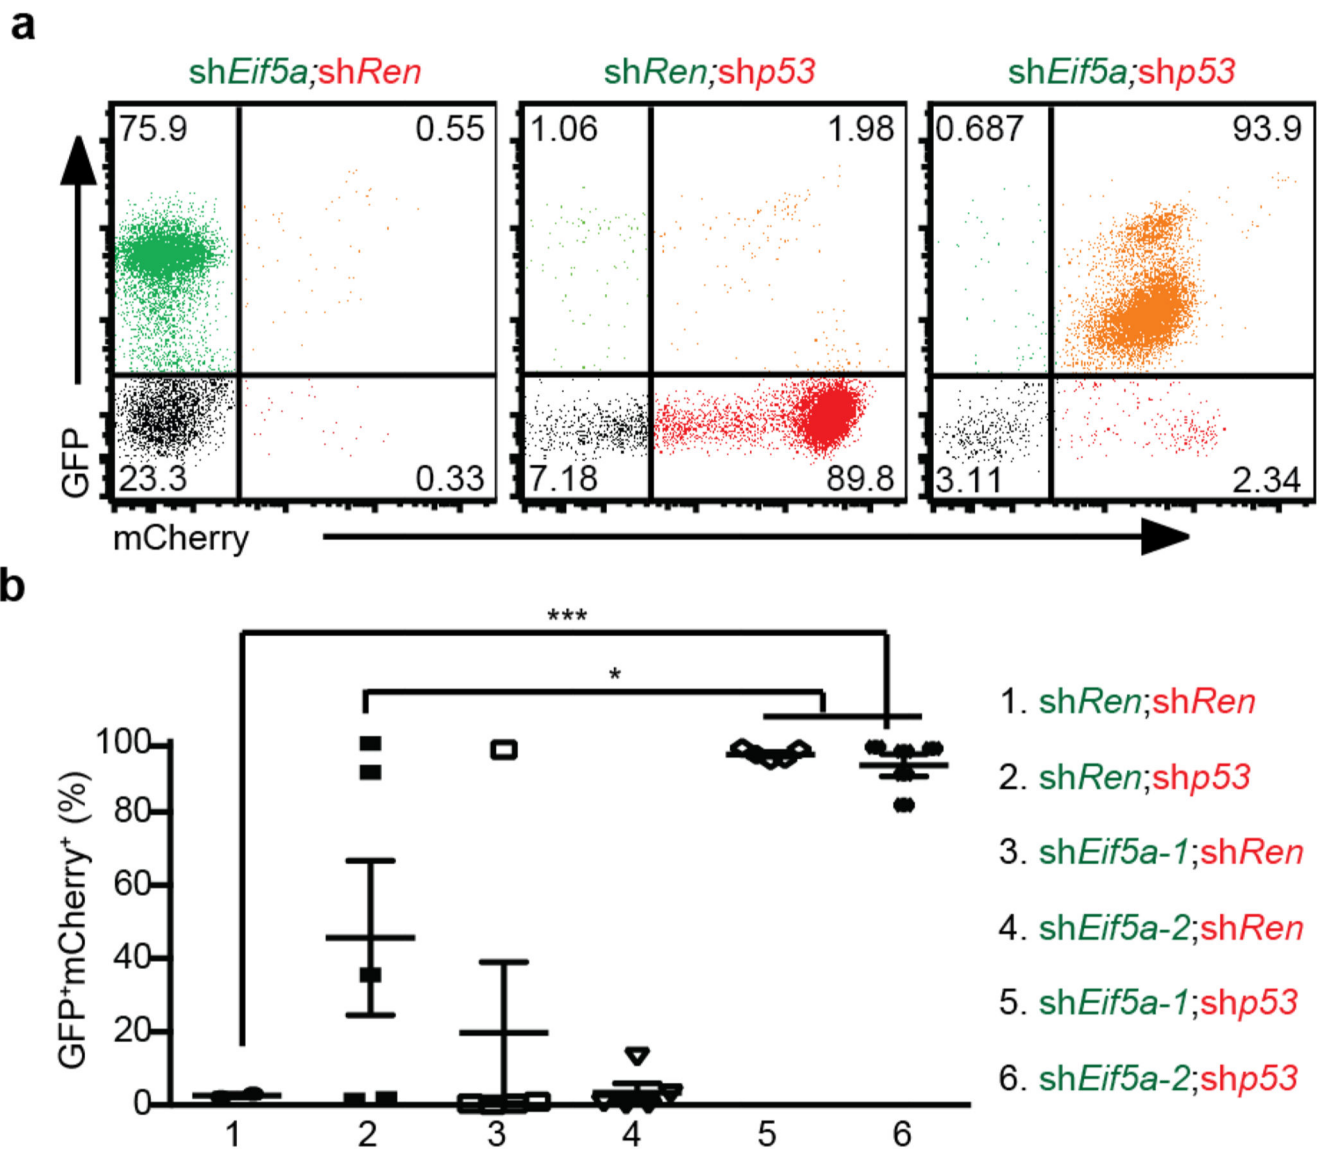 a
shEif5a;shRen shRen;shp53 shEif5a;shp53
75.9 0.55 1.06 1.98 0.687 93.9
GFP
23.3 0.33 7.18 89.8 3.11 2.34
mCherry
b
***
*
GFP⁺mCherry⁺ (%)
100
80
60
40
20
0
1 2 3 4 5 6
1. shRen;shRen
2. shRen;shp53
3. shEif5a-1;shRen
4. shEif5a-2;shRen
5. shEif5a-1;shp53
6. shEif5a-2;shp53